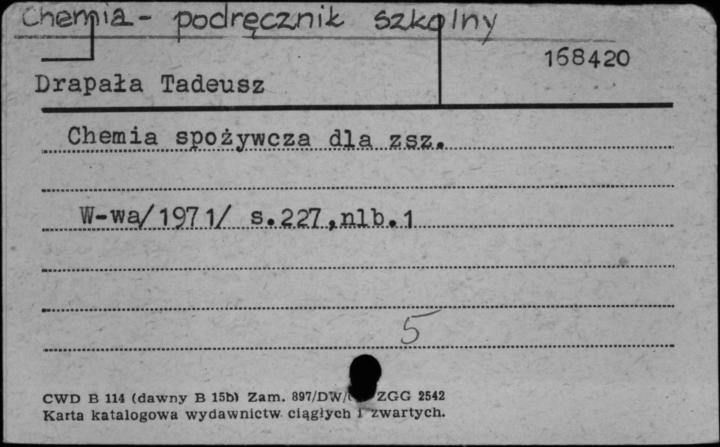 Chemia - podręcznik szkolny
168420
Drapała Tadeusz
Chemia spożywcza dla zsz.
W-wa/1971/ s.227,nlb.1
5
CWD B 114 (dawny B 15b) Zam. 897/DW/ ZGG 2542
Karta katalogowa wydawnictw ciągłych i zwartych.